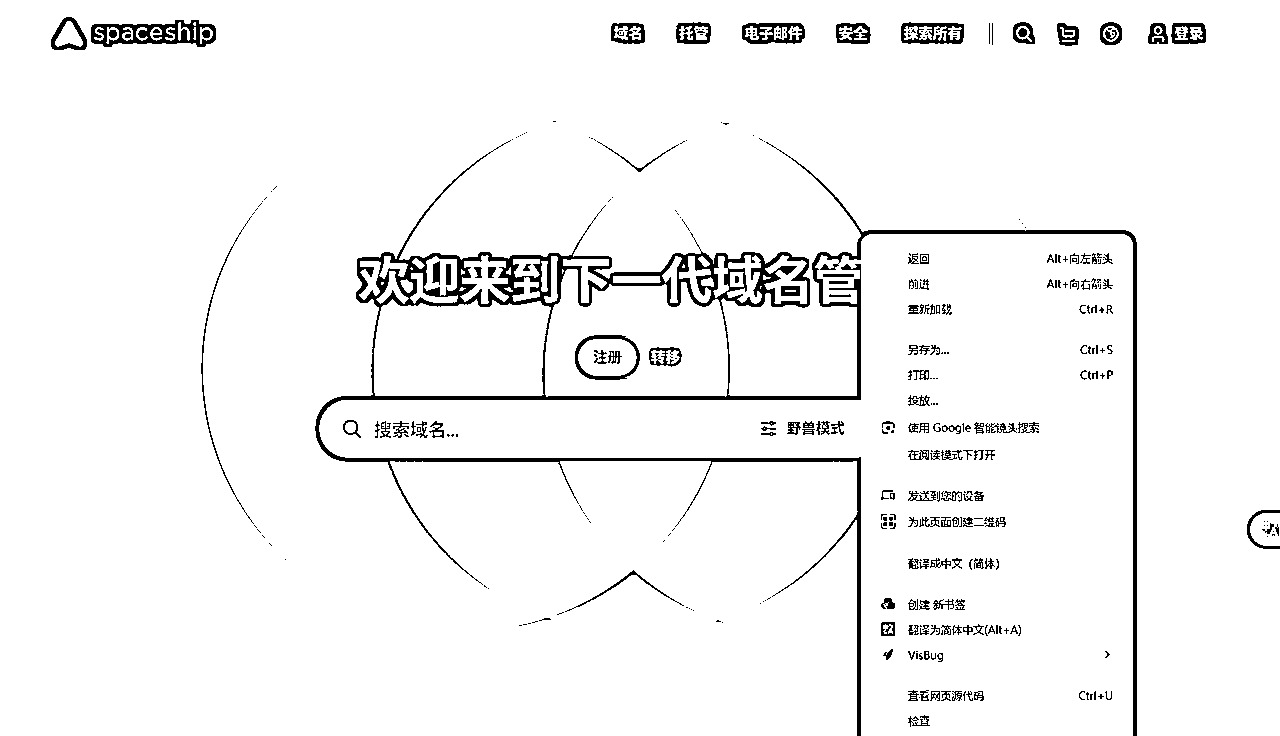 spaceship
域名 托管 电子邮件 安全 探索所有 登录
欢迎来到下一代域名管
注册 转移
搜索域名... 野兽模式
返回 Alt+向左箭头
前进 Alt+向右箭头
重新加载 Ctrl+R
另存为... Ctrl+S
打印... Ctrl+P
投放...
使用 Google 智能镜头搜索
在阅读模式下打开
发送到您的设备
为此页面创建二维码
翻译成中文（简体）
创建 新书签
翻译为简体中文(Alt+A)
VisBug
查看网页源代码 Ctrl+U
检查